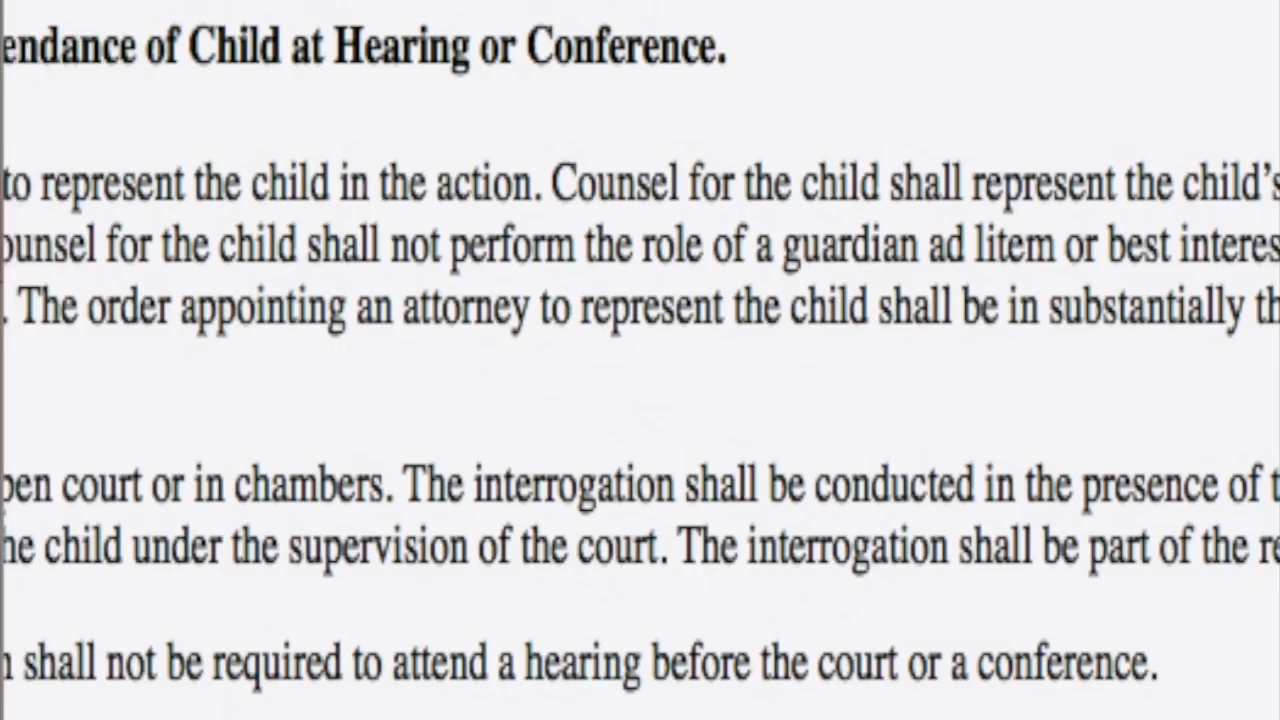 endance of Child at Hearing or Conference.
to represent the child in the action. Counsel for the child shall represent the child's
ounsel for the child shall not perform the role of a guardian ad litem or best interes
. The order appointing an attorney to represent the child shall be in substantially th
pen court or in chambers. The interrogation shall be conducted in the presence of t
he child under the supervision of the court. The interrogation shall be part of the re
n shall not be required to attend a hearing before the court or a conference.